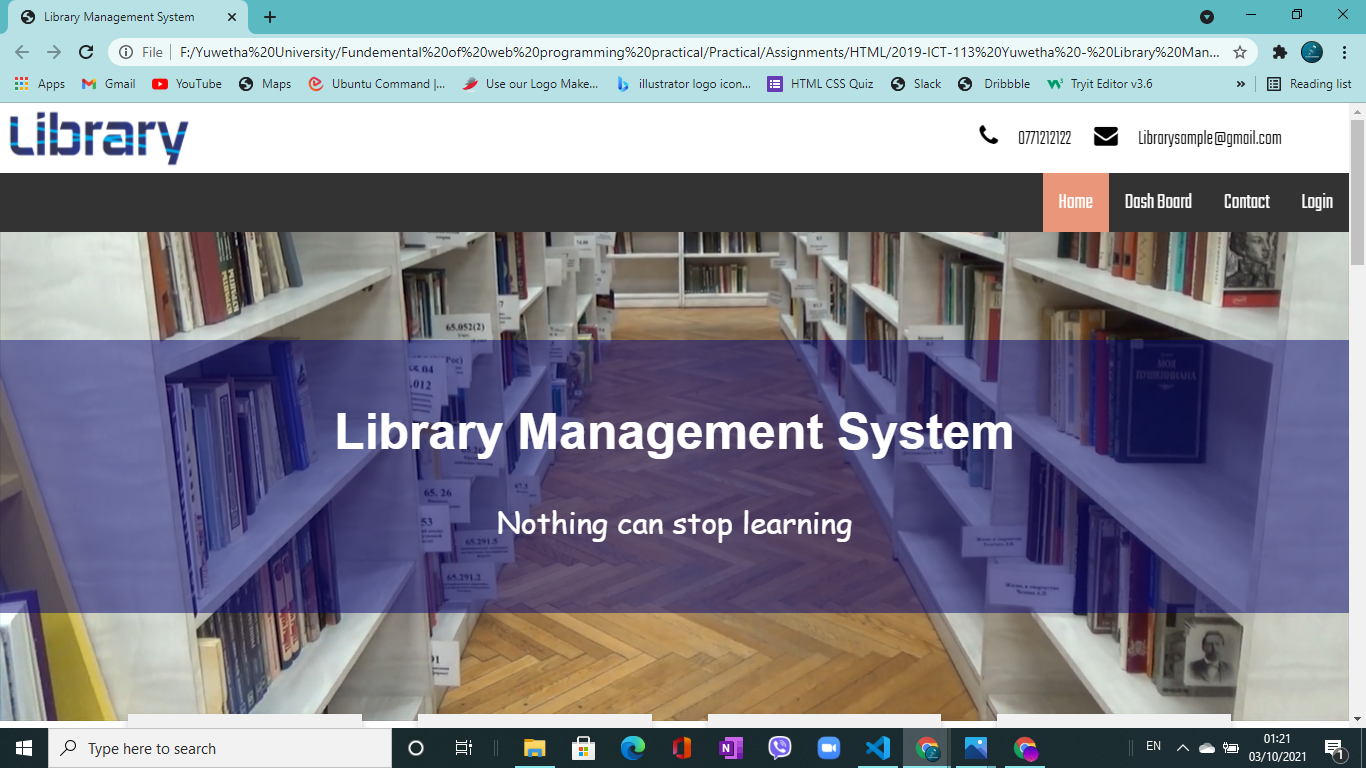 Library Management System
File
F:/Yuwetha%20University/Fundemental%20of%20web%20programming%20practical/Practical/Assignments/HTML/2019-ICT-113%20Yuwetha%20-%20Library%20Man...
Apps
Gmail
YouTube
Maps
Ubuntu Command |...
Use our Logo Make...
illustrator logo icon...
HTML CSS Quiz
Slack
Dribbble
Tryit Editor v3.6
»
Reading list
Library
0771212122
Librarysample@gmail.com
Home
Dash Board
Contact
Login
65.052(2)
МОЯ
ПУШКИНИАНА
Library Management System
65, 26
Nothing can stop learning
53
65.291.5
65.291.2
91
Type here to search
EN
01:21
03/10/2021
1